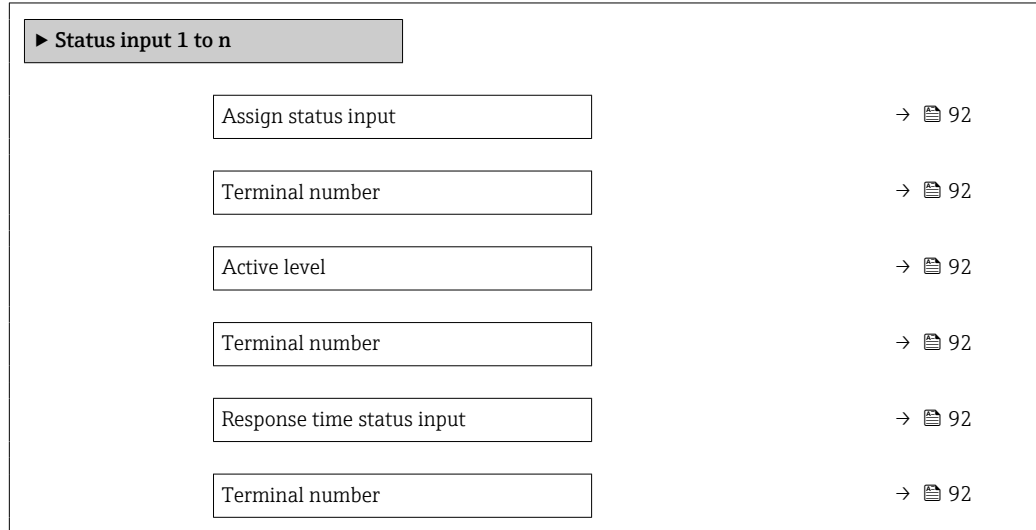 ▶ Status input 1 to n
Assign status input → 92
Terminal number → 92
Active level → 92
Terminal number → 92
Response time status input → 92
Terminal number → 92